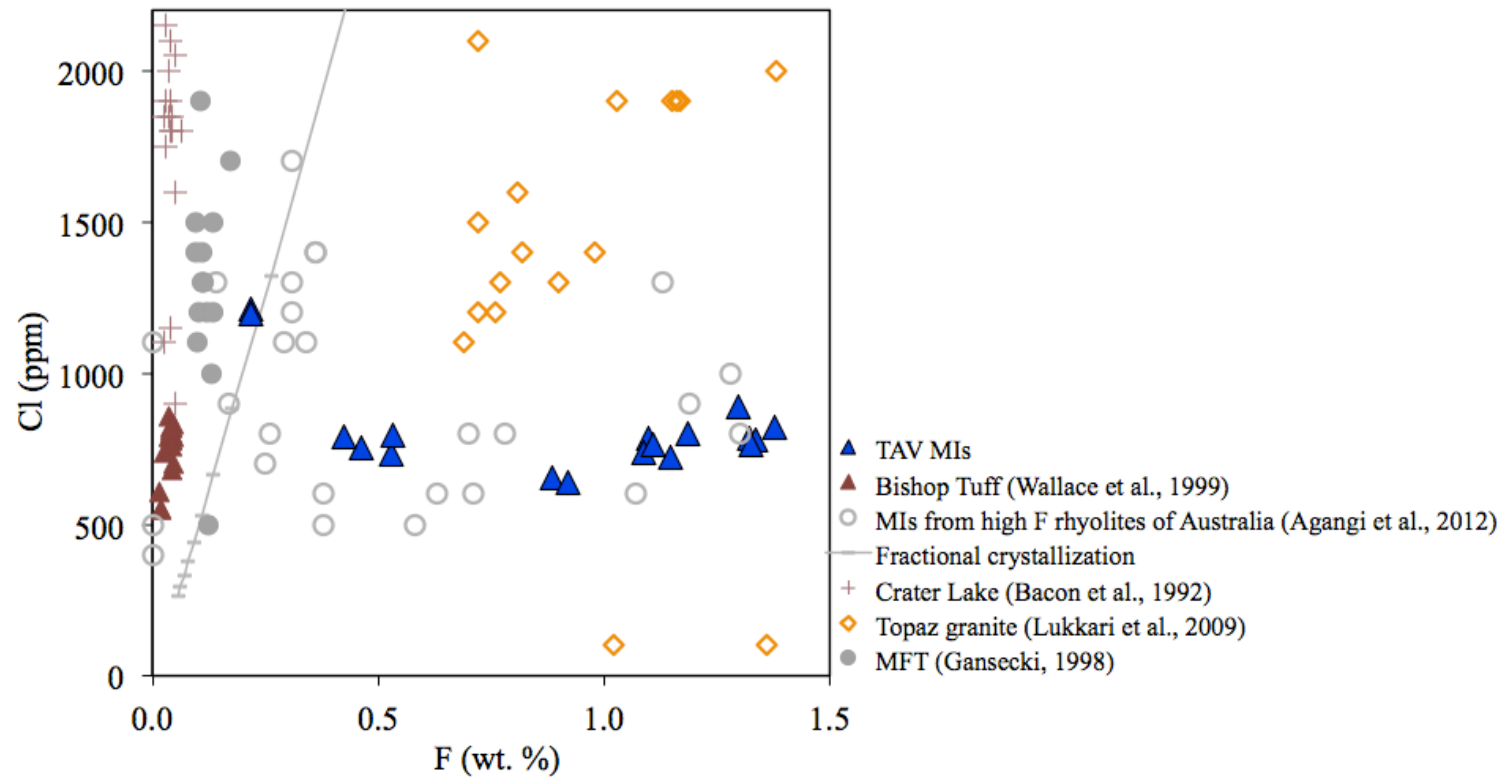 2000
1500
1000
500
0
Cl (ppm)
0.0
0.5
1.0
1.5
F (wt. %)
TAV MIs
Bishop Tuff (Wallace et al., 1999)
MIs from high F rhyolites of Australia (Agangi et al., 2012)
Fractional crystallization
Crater Lake (Bacon et al., 1992)
Topaz granite (Lukkari et al., 2009)
MFT (Gansecki, 1998)